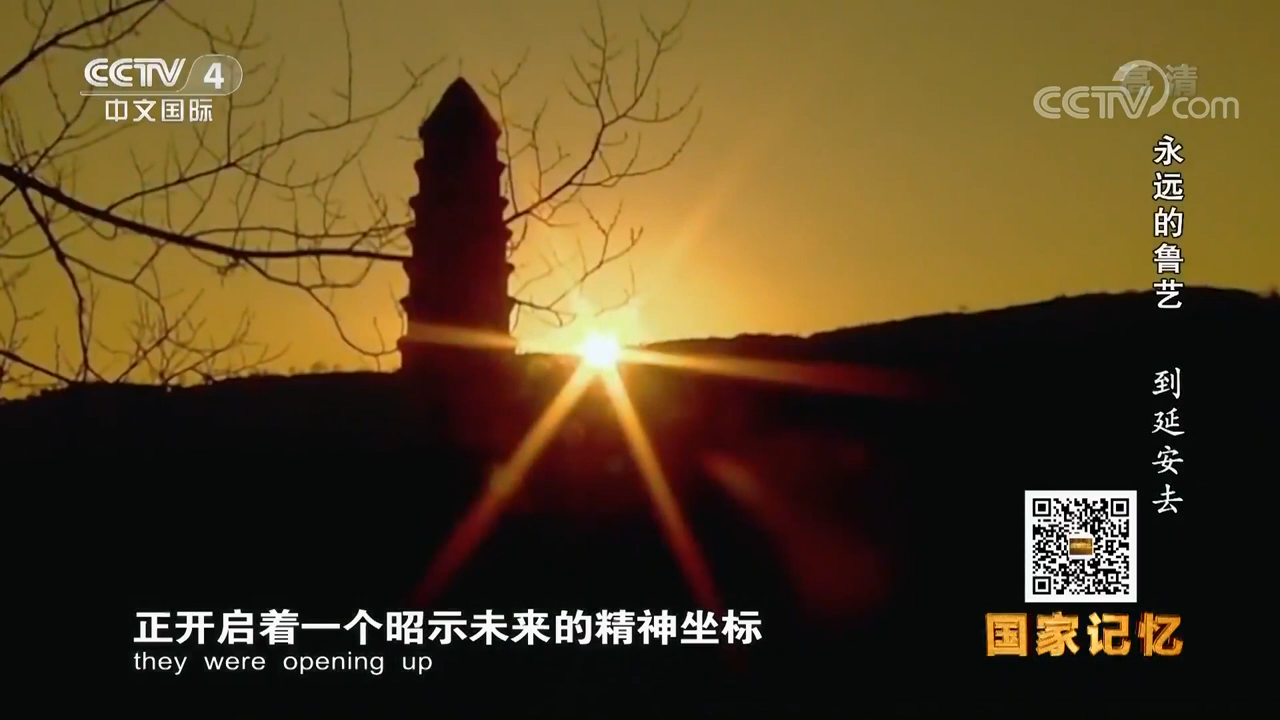 CCTV 4
中文国际
高清
CCTV.com
永远的鲁艺 到延安去
正开启着一个昭示未来的精神坐标
they were opening up
国家记忆